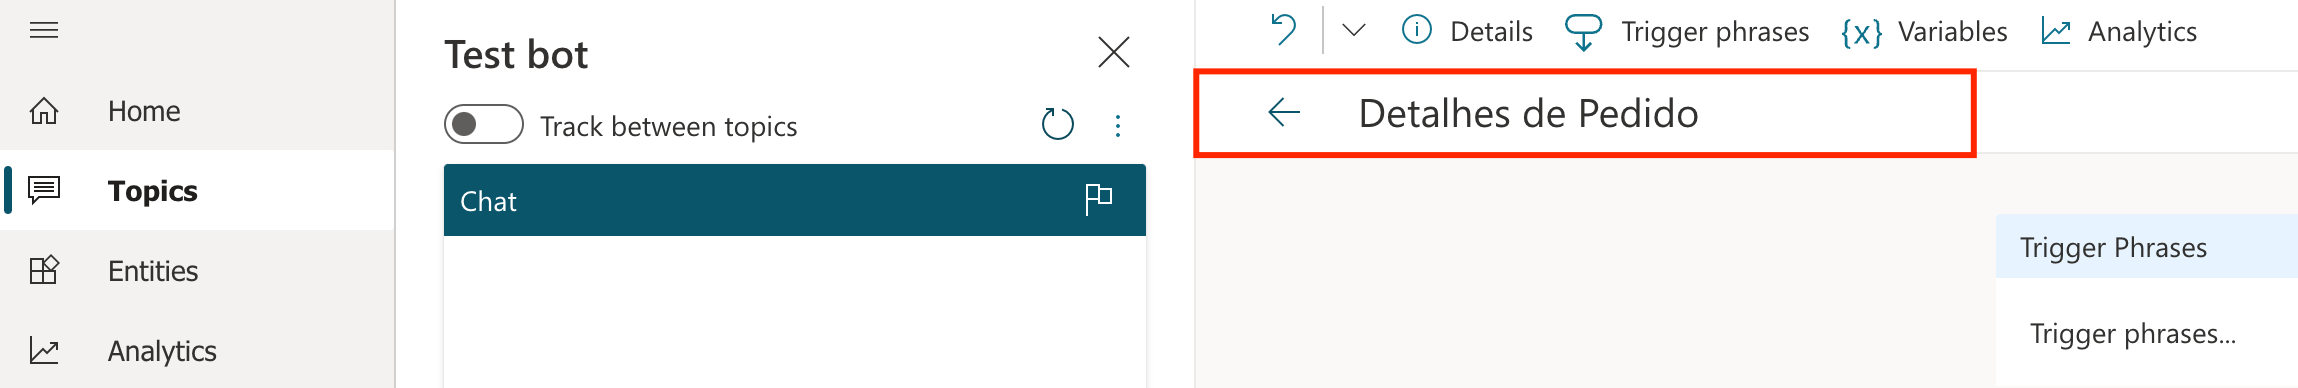 Home
Topics
Entities
Analytics
Test bot
Track between topics
Chat
Details
Trigger phrases
{x} Variables
Analytics
Detalhes de Pedido
Trigger Phrases
Trigger phrases...